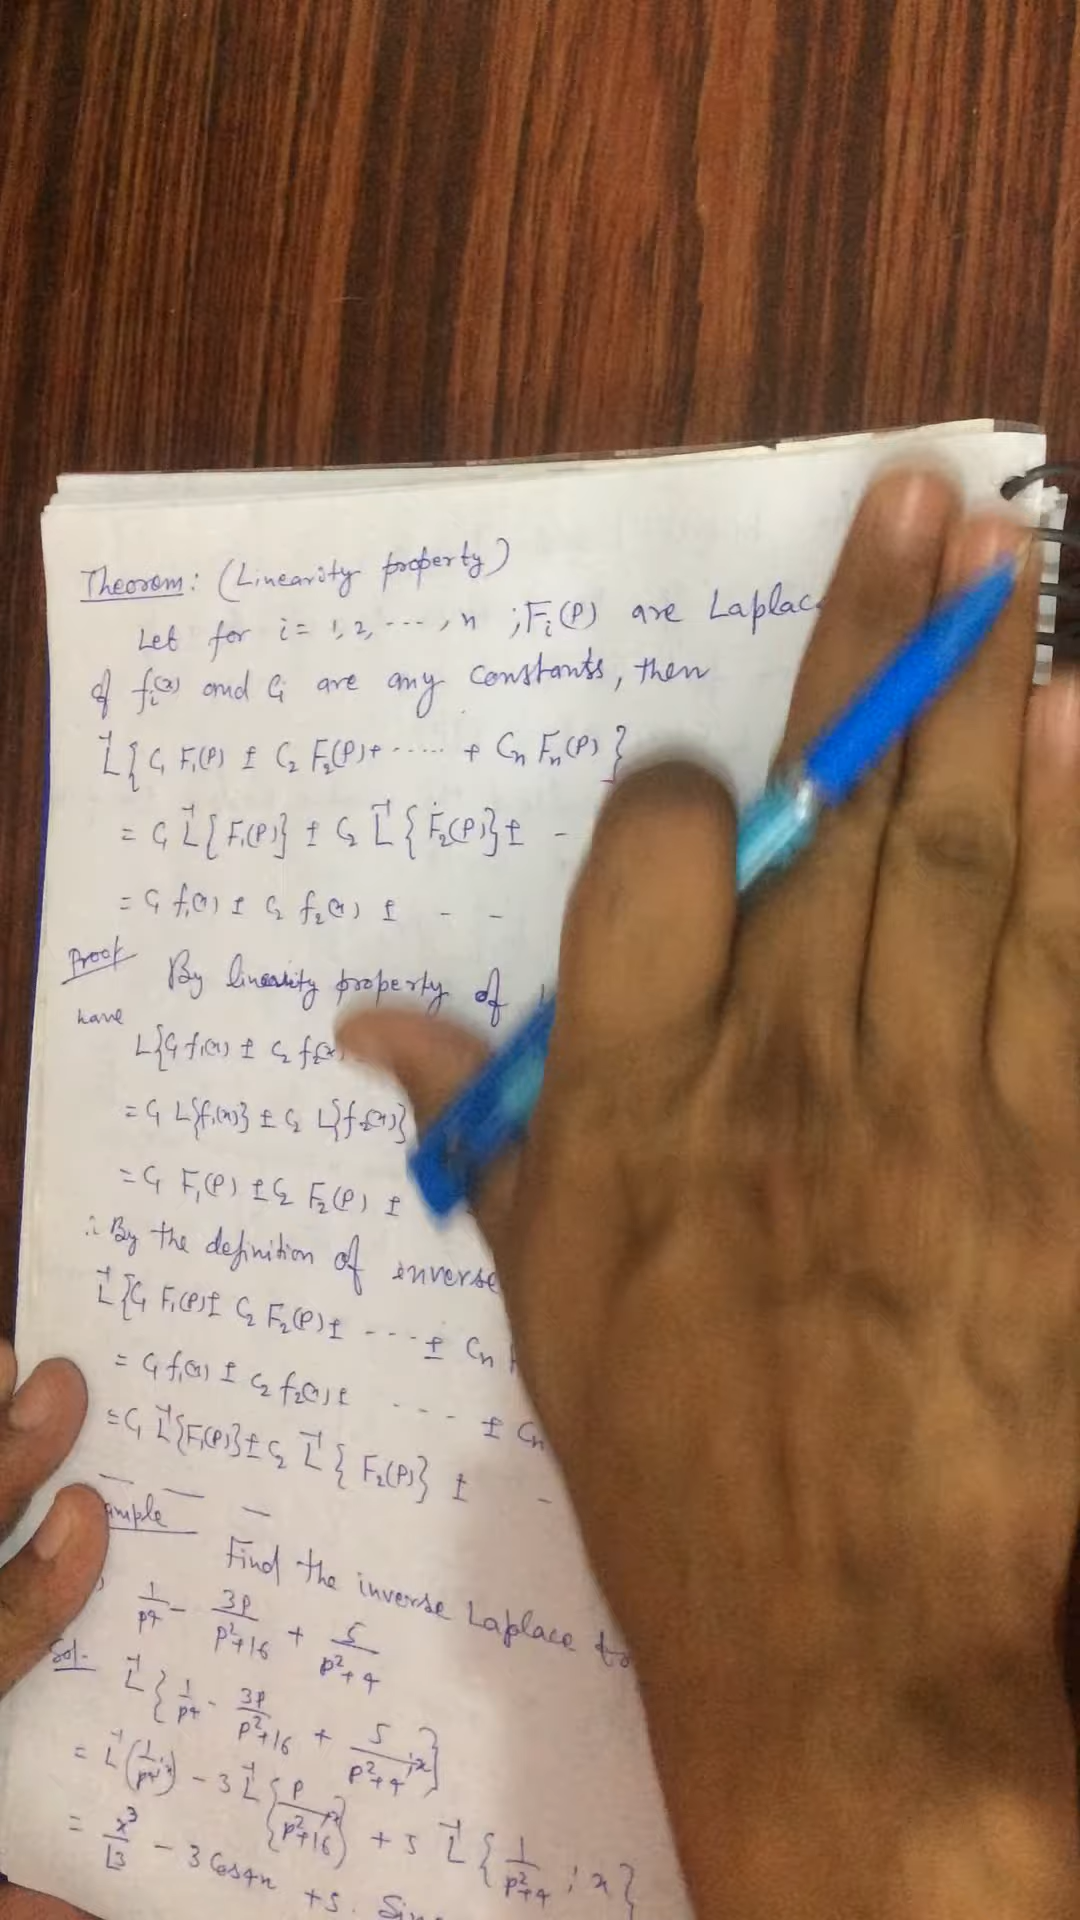 Theorem: (Linearity property)
Let for i = 1, 2, ..., n ; Fi(P) are Laplac
of fi(x) and Ci are any constants, then
L⁻¹{C₁ F₁(P) ± C₂ F₂(P) + ..... + Cn Fn(P)}
= C₁ L⁻¹{F₁(P)} ± C₂ L⁻¹{F₂(P)} ± -
= C₁ f₁(x) ± C₂ f₂(x) ± - -
Proof By linearity property of
have
L{C₁ f₁(x) ± C₂ f₂(x)
= C₁ L{f₁(x)} ± C₂ L{f₂(x)}
= C₁ F₁(P) ± C₂ F₂(P) ±
∴ By the definition of inverse
L⁻¹{C₁ F₁(P) ± C₂ F₂(P) ± ---- ± Cn
= C₁ f₁(x) ± C₂ f₂(x) ± ---- ± Cn
= C₁ L⁻¹{F₁(P)} ± C₂ L⁻¹{F₂(P)} ± -
ample Find the inverse Laplace
1/p⁴ - 3p/p²+16 + 5/p²+4
Sol- L⁻¹{1/p⁴ - 3p/p²+16 + 5/p²+4 ; x}
= L⁻¹(1/p⁴ ; x) - 3 L⁻¹{p/p²+16 ; x} + 5 L⁻¹{1/p²+4 ; x}
= x³/⌊3 - 3 Cos4x + 5 . Sin